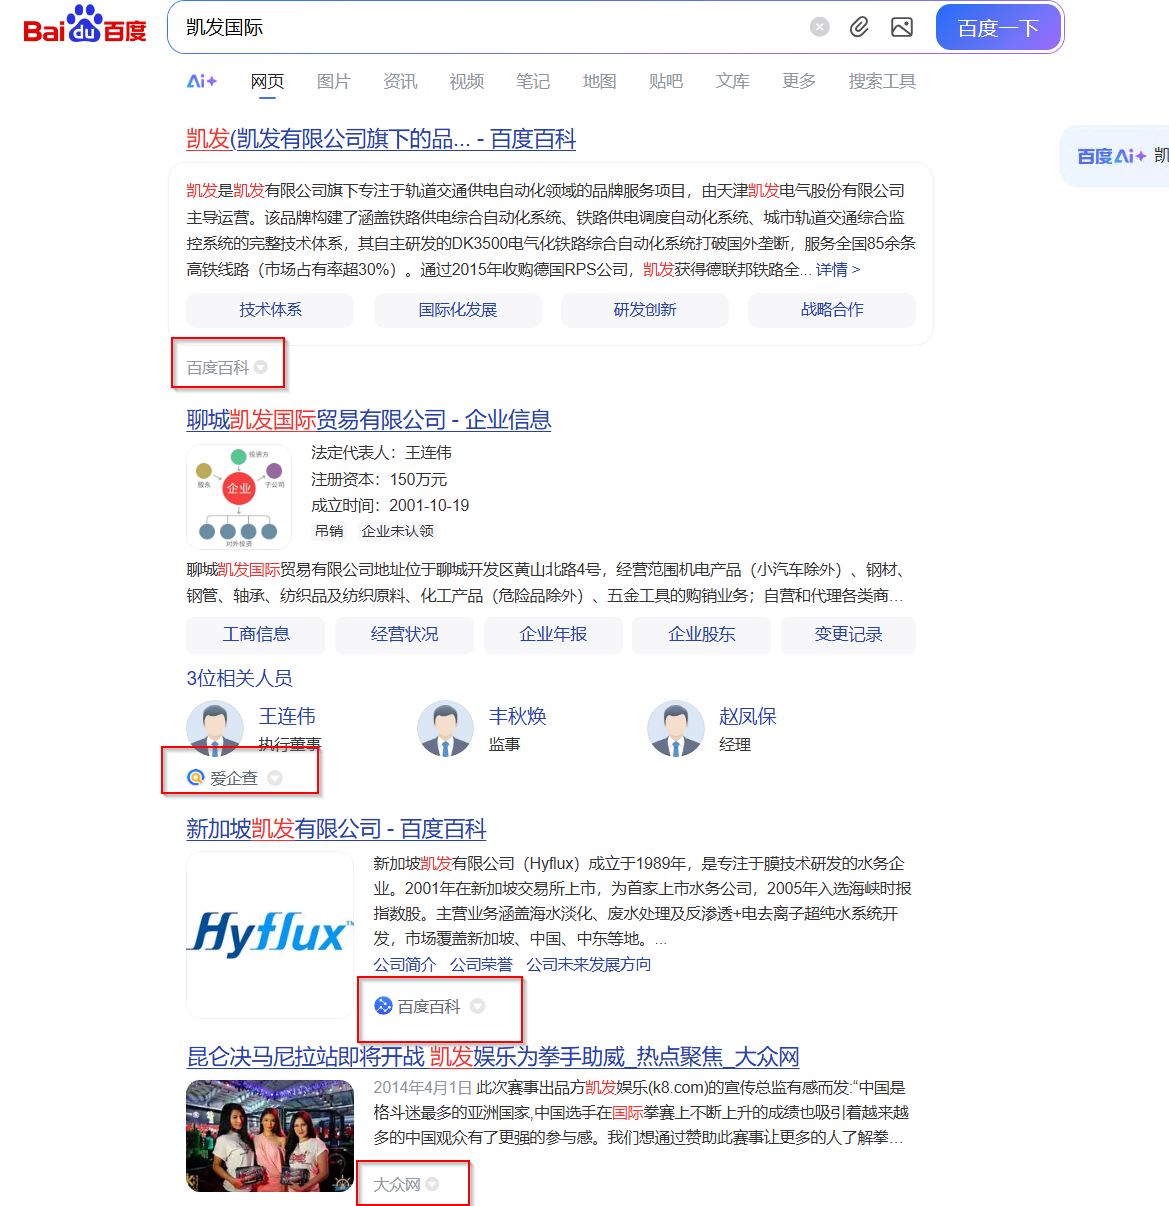 Bai du 百度
凯发国际
百度一下
Ai+ 网页 图片 资讯 视频 笔记 地图 贴吧 文库 更多 搜索工具
凯发(凯发有限公司旗下的品... - 百度百科
百度Ai+ 凯
凯发是凯发有限公司旗下专注于轨道交通供电自动化领域的品牌服务项目，由天津凯发电气股份有限公司
主导运营。该品牌构建了涵盖铁路供电综合自动化系统、铁路供电调度自动化系统、城市轨道交通综合监
控系统的完整技术体系，其自主研发的DK3500电气化铁路综合自动化系统打破国外垄断，服务全国85余条
高铁线路（市场占有率超30%）。通过2015年收购德国RPS公司，凯发获得德联邦铁路全... 详情 >
技术体系 国际化发展 研发创新 战略合作
百度百科
聊城凯发国际贸易有限公司 - 企业信息
投资方
股东
企业
子公司
对外投资
法定代表人：王连伟
注册资本：150万元
成立时间：2001-10-19
吊销 企业未认领
聊城凯发国际贸易有限公司地址位于聊城开发区黄山北路4号，经营范围机电产品（小汽车除外）、钢材、
钢管、轴承、纺织品及纺织原料、化工产品（危险品除外）、五金工具的购销业务；自营和代理各类商...
工商信息 经营状况 企业年报 企业股东 变更记录
3位相关人员
王连伟 丰秋焕 赵凤保
执行董事 监事 经理
爱企查
新加坡凯发有限公司 - 百度百科
Hyflux™
新加坡凯发有限公司（Hyflux）成立于1989年，是专注于膜技术研发的水务企
业。2001年在新加坡交易所上市，为首家上市水务公司，2005年入选海峡时报
指数股。主营业务涵盖海水淡化、废水处理及反渗透+电去离子超纯水系统开
发，市场覆盖新加坡、中国、中东等地。...
公司简介 公司荣誉 公司未来发展方向
百度百科
昆仑决马尼拉站即将开战 凯发娱乐为拳手助威_热点聚焦_大众网
2014年4月1日 此次赛事出品方凯发娱乐(k8.com)的宣传总监有感而发:“中国是
格斗迷最多的亚洲国家,中国选手在国际拳赛上不断上升的成绩也吸引着越来越
多的中国观众有了更强的参与感。我们想通过赞助此赛事让更多的人了解拳...
大众网